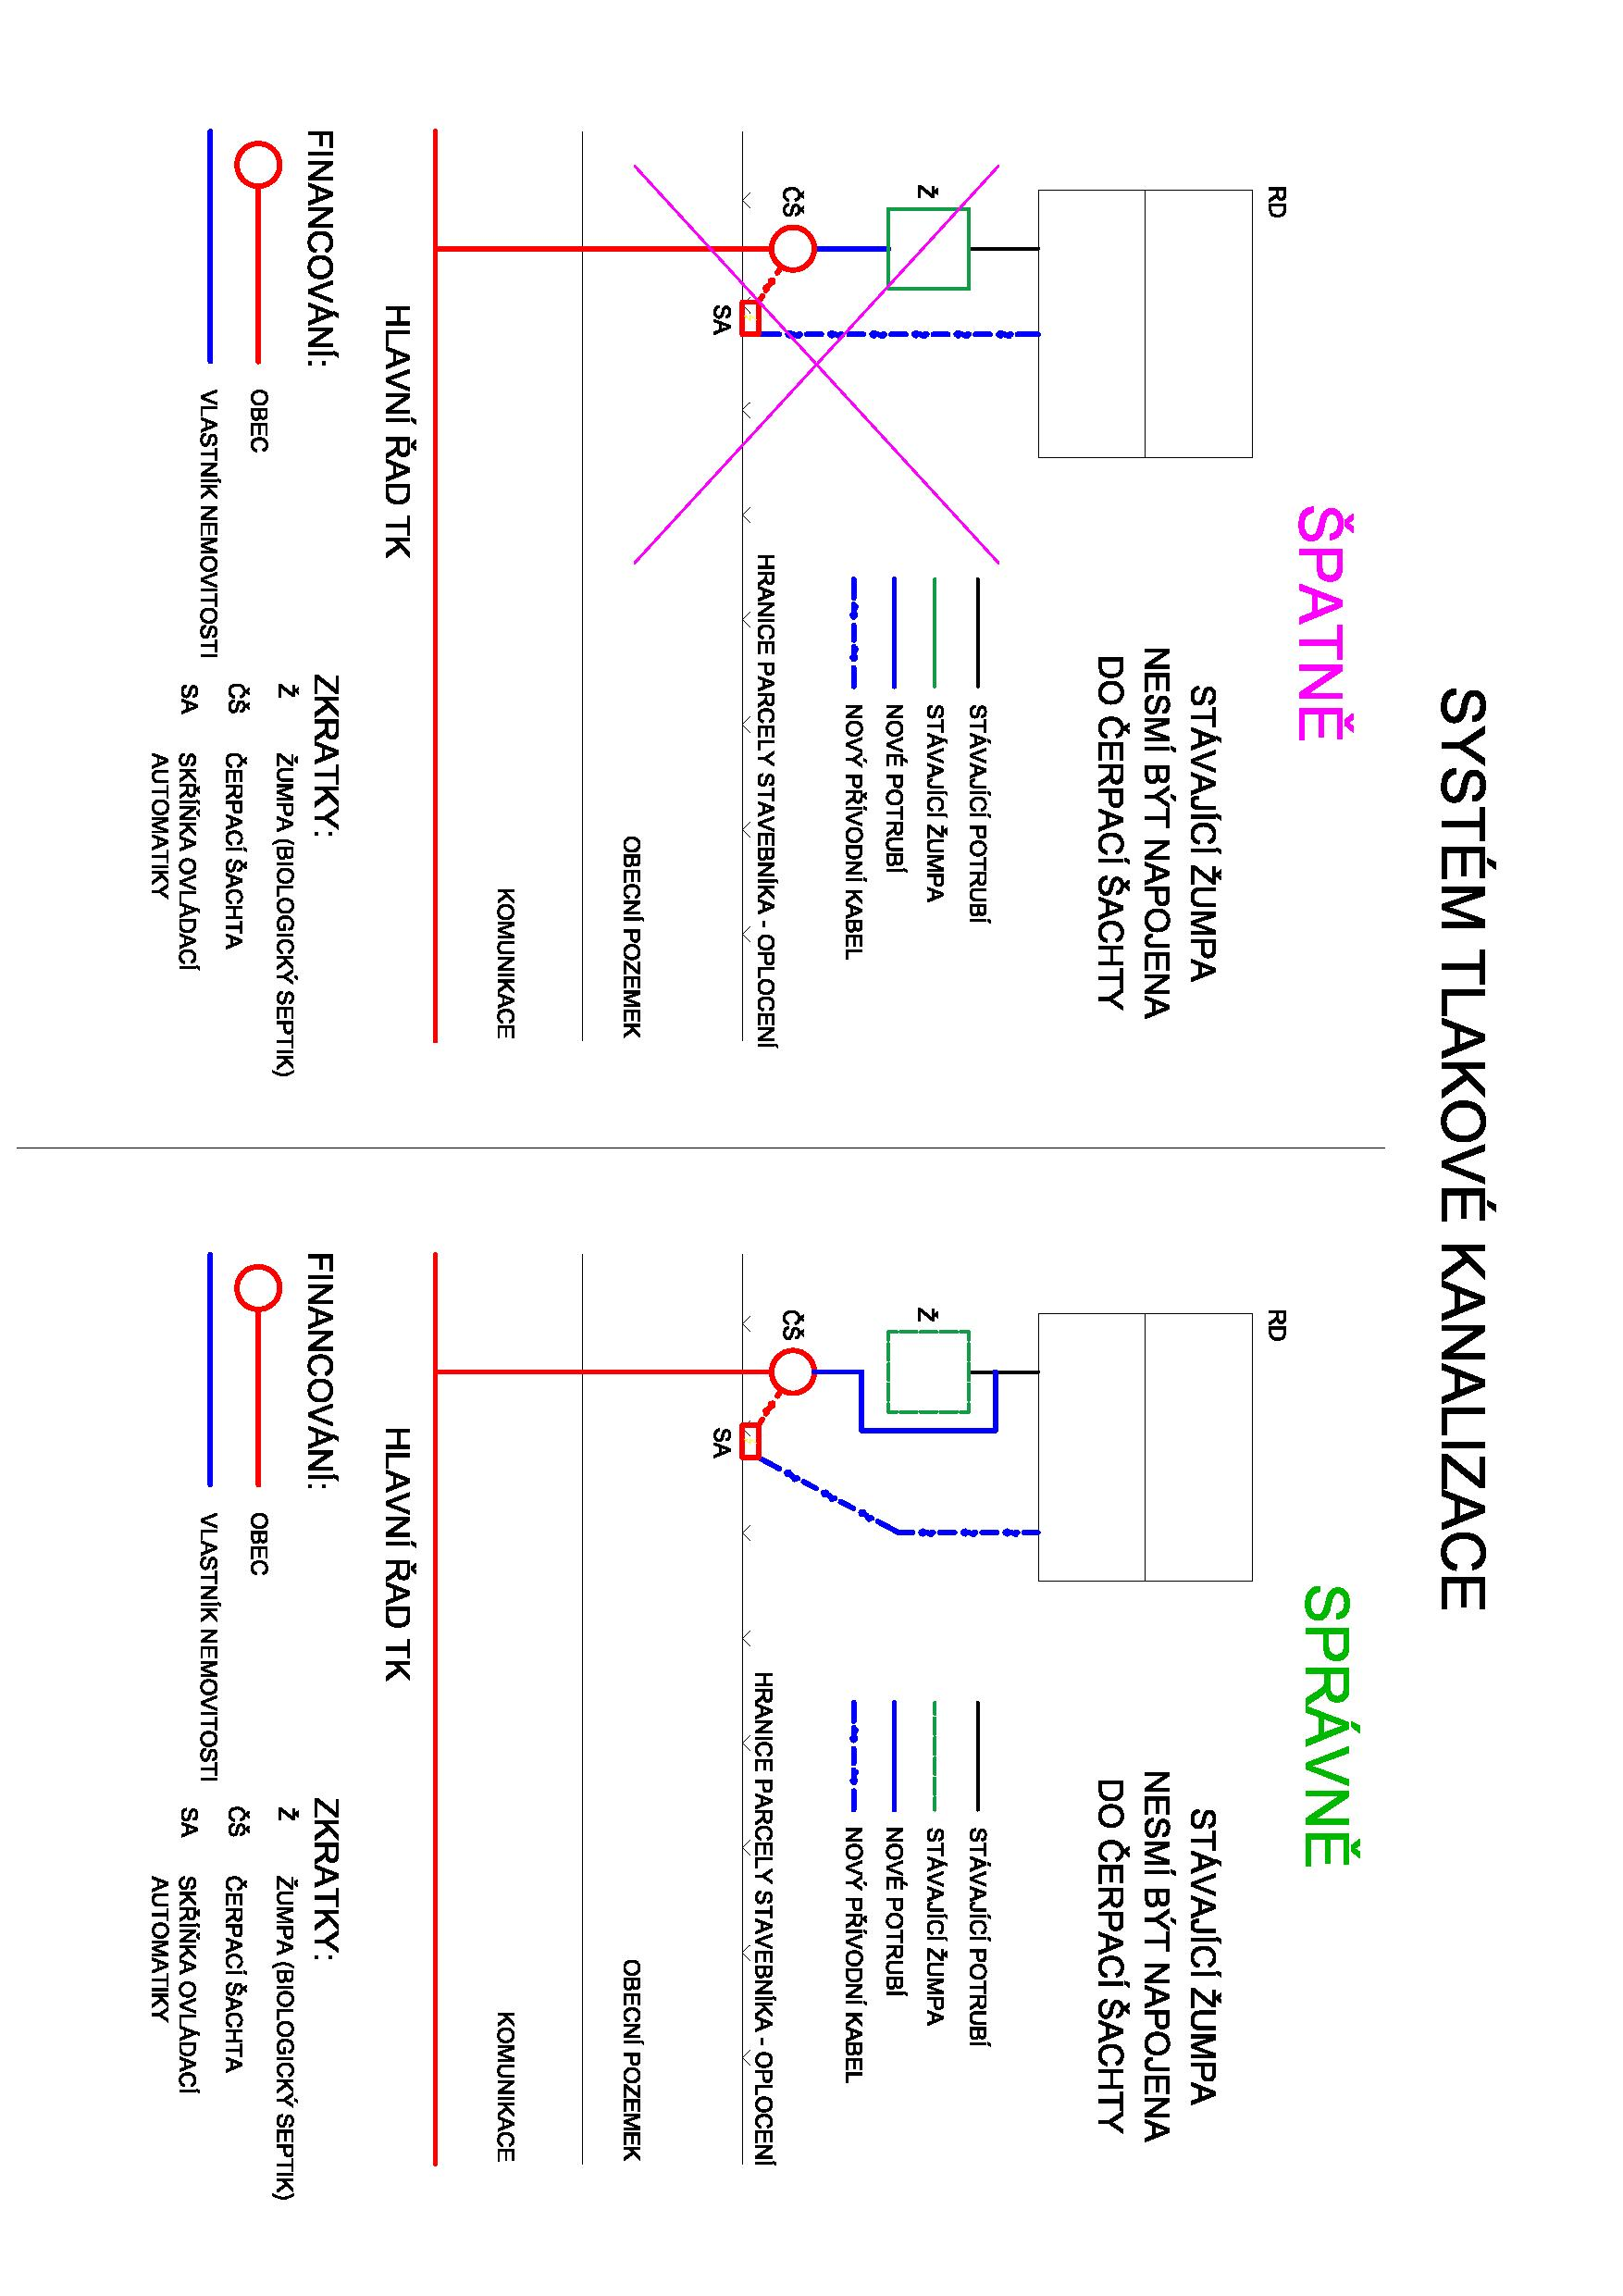 SYSTÉM TLAKOVÉ KANALIZACE
ŠPATNĚ
RD
STÁVAJÍCÍ ŽUMPA
NESMÍ BÝT NAPOJENA
DO ČERPACÍ ŠACHTY
STÁVAJÍCÍ POTRUBÍ
STÁVAJÍCÍ ŽUMPA
NOVÉ POTRUBÍ
NOVÝ PŘÍVODNÍ KABEL
Ž
ČŠ
SA
HRANICE PARCELY STAVEBNÍKA - OPLOCENÍ
OBECNÍ POZEMEK
KOMUNIKACE
HLAVNÍ ŘAD TK
FINANCOVÁNÍ:
OBEC
VLASTNÍK NEMOVITOSTI
ZKRATKY:
Ž ŽUMPA (BIOLOGICKÝ SEPTIK)
ČŠ ČERPACÍ ŠACHTA
SA SKŘÍŇKA OVLÁDACÍ
AUTOMATIKY
SPRÁVNĚ
RD
STÁVAJÍCÍ ŽUMPA
NESMÍ BÝT NAPOJENA
DO ČERPACÍ ŠACHTY
STÁVAJÍCÍ POTRUBÍ
STÁVAJÍCÍ ŽUMPA
NOVÉ POTRUBÍ
NOVÝ PŘÍVODNÍ KABEL
Ž
ČŠ
SA
HRANICE PARCELY STAVEBNÍKA - OPLOCENÍ
OBECNÍ POZEMEK
KOMUNIKACE
HLAVNÍ ŘAD TK
FINANCOVÁNÍ:
OBEC
VLASTNÍK NEMOVITOSTI
ZKRATKY:
Ž ŽUMPA (BIOLOGICKÝ SEPTIK)
ČŠ ČERPACÍ ŠACHTA
SA SKŘÍŇKA OVLÁDACÍ
AUTOMATIKY